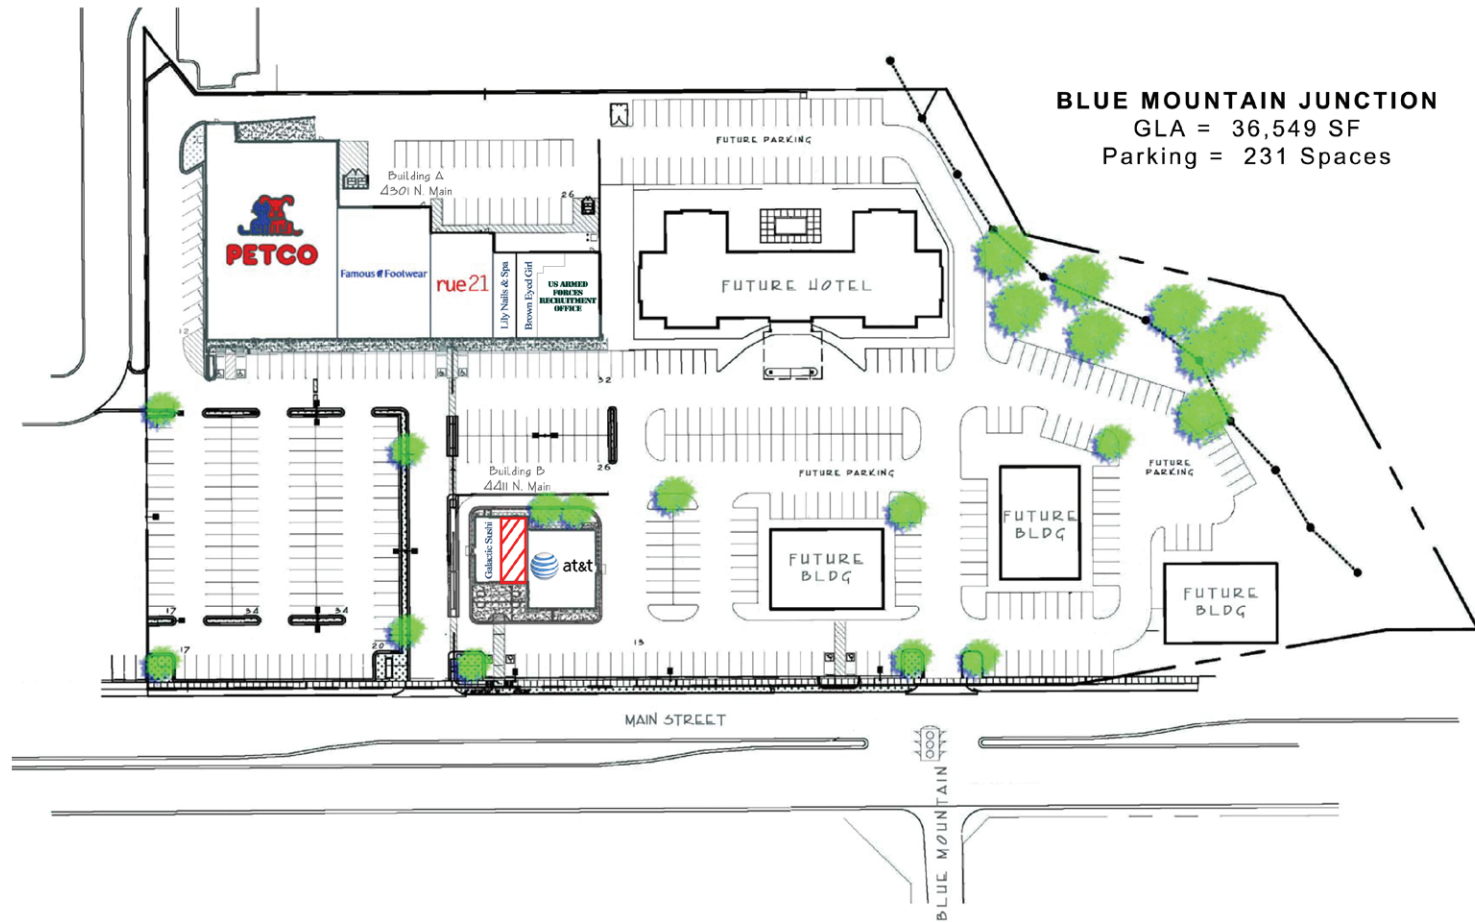 BLUE MOUNTAIN JUNCTION
GLA = 36,549 SF
Parking = 231 Spaces
FUTURE PARKING
Building A
4301 N. Main
26
PETCO
Famous Footwear
rue21
Lily Nails & Spa
Brown Eyed Girl
US ARMED
FORCES
RECRUITMENT
OFFICE
FUTURE HOTEL
12
32
Building B
4411 N. Main
26
FUTURE PARKING
FUTURE
PARKING
Galactic Sushi
at&t
FUTURE
BLDG
FUTURE
BLDG
FUTURE
BLDG
17
34
34
17
20
13
MAIN STREET
BLUE MOUNTAIN